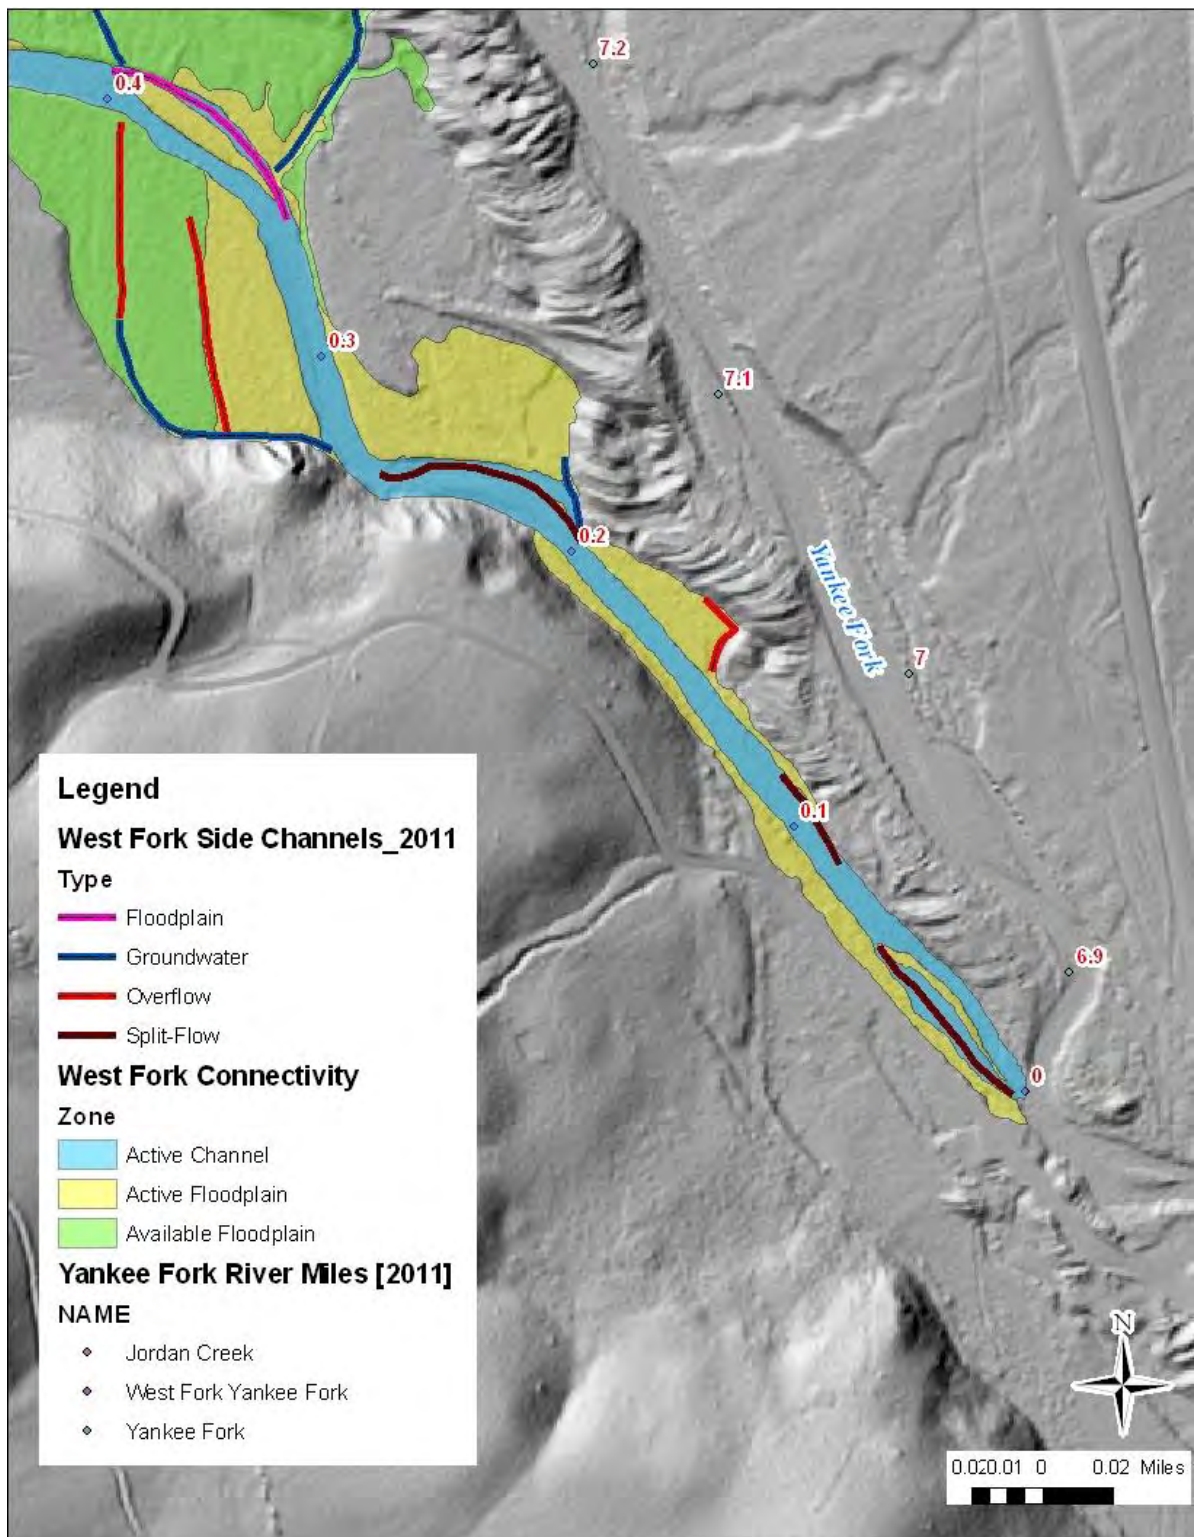 7.2
0.4
0.3
7.1
0.2
Yankee Fork
7
0.1
6.9
0
Legend
West Fork Side Channels_2011
Type
Floodplain
Groundwater
Overflow
Split-Flow
West Fork Connectivity
Zone
Active Channel
Active Floodplain
Available Floodplain
Yankee Fork River Miles [2011]
NAME
Jordan Creek
West Fork Yankee Fork
Yankee Fork
N
0.020.01 0 0.02 Miles